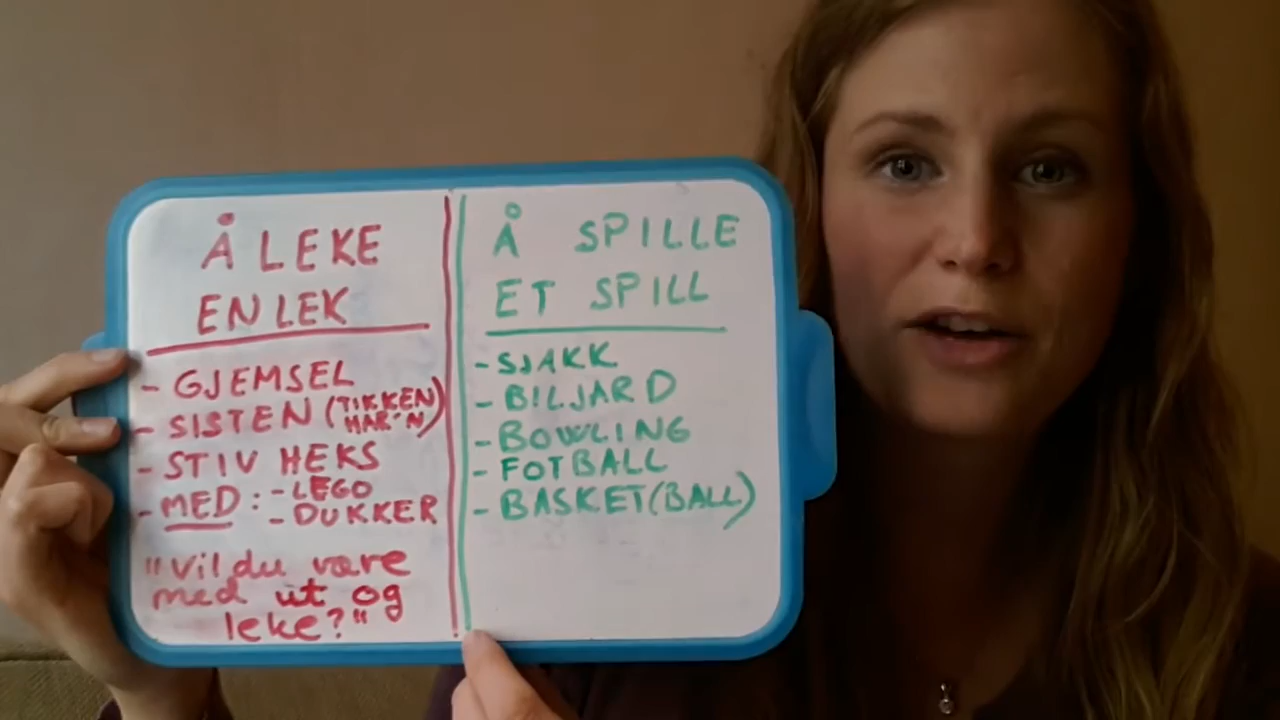 Å LEKE
EN LEK
- GJEMSEL
- SISTEN (TIKKEN
HAR'N)
- STIV HEKS
- MED: - LEGO
- DUKKER
"Vil du være
med ut og
leke?"
Å SPILLE
ET SPILL
- SJAKK
- BILJARD
- BOWLING
- FOTBALL
- BASKET(BALL)